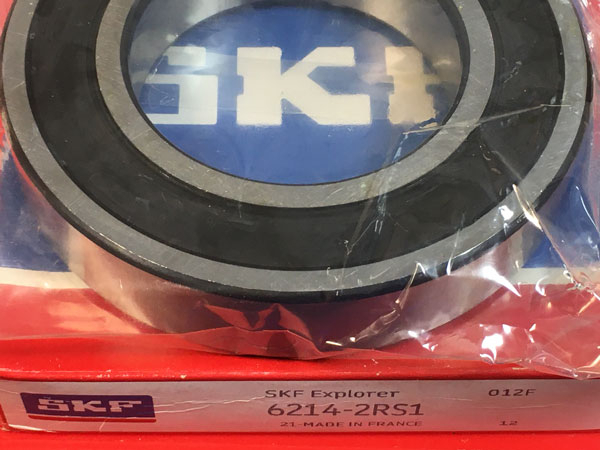 SKF
SKF Explorer 012F
SKF 6214-2RS1
21-MADE IN FRANCE 12